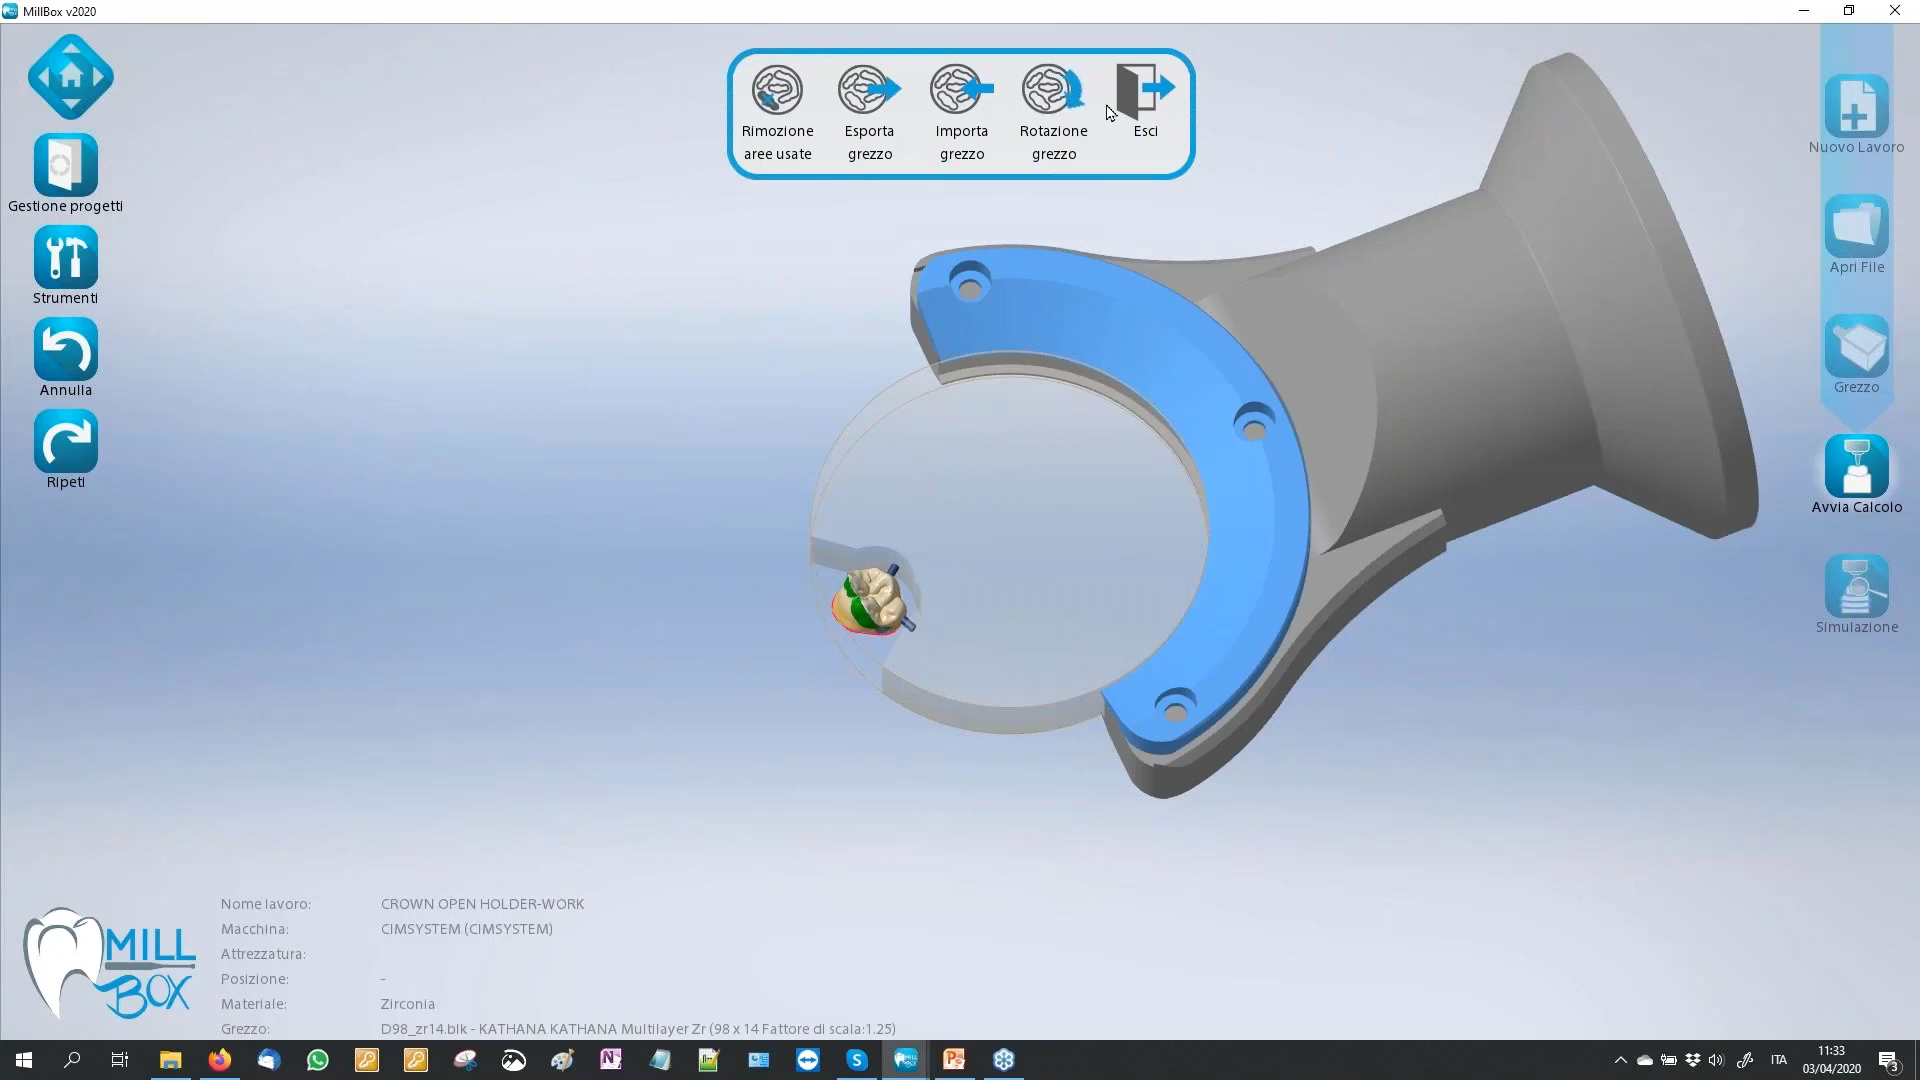 MillBox v2020
Rimozione
aree usate
Esporta
grezzo
Importa
grezzo
Rotazione
grezzo
Esci
Gestione progetti
Strumenti
Annulla
Ripeti
Nuovo Lavoro
Apri File
Grezzo
Avvia Calcolo
Simulazione
MILL
BOX
Nome lavoro: CROWN OPEN HOLDER-WORK
Macchina: CIMSYSTEM (CIMSYSTEM)
Attrezzatura:
Posizione: -
Materiale: Zirconia
Grezzo: D98_zr14.blk - KATHANA KATHANA Multilayer Zr (98 x 14 Fattore di scala:1.25)
ITA
11:33
03/04/2020
3